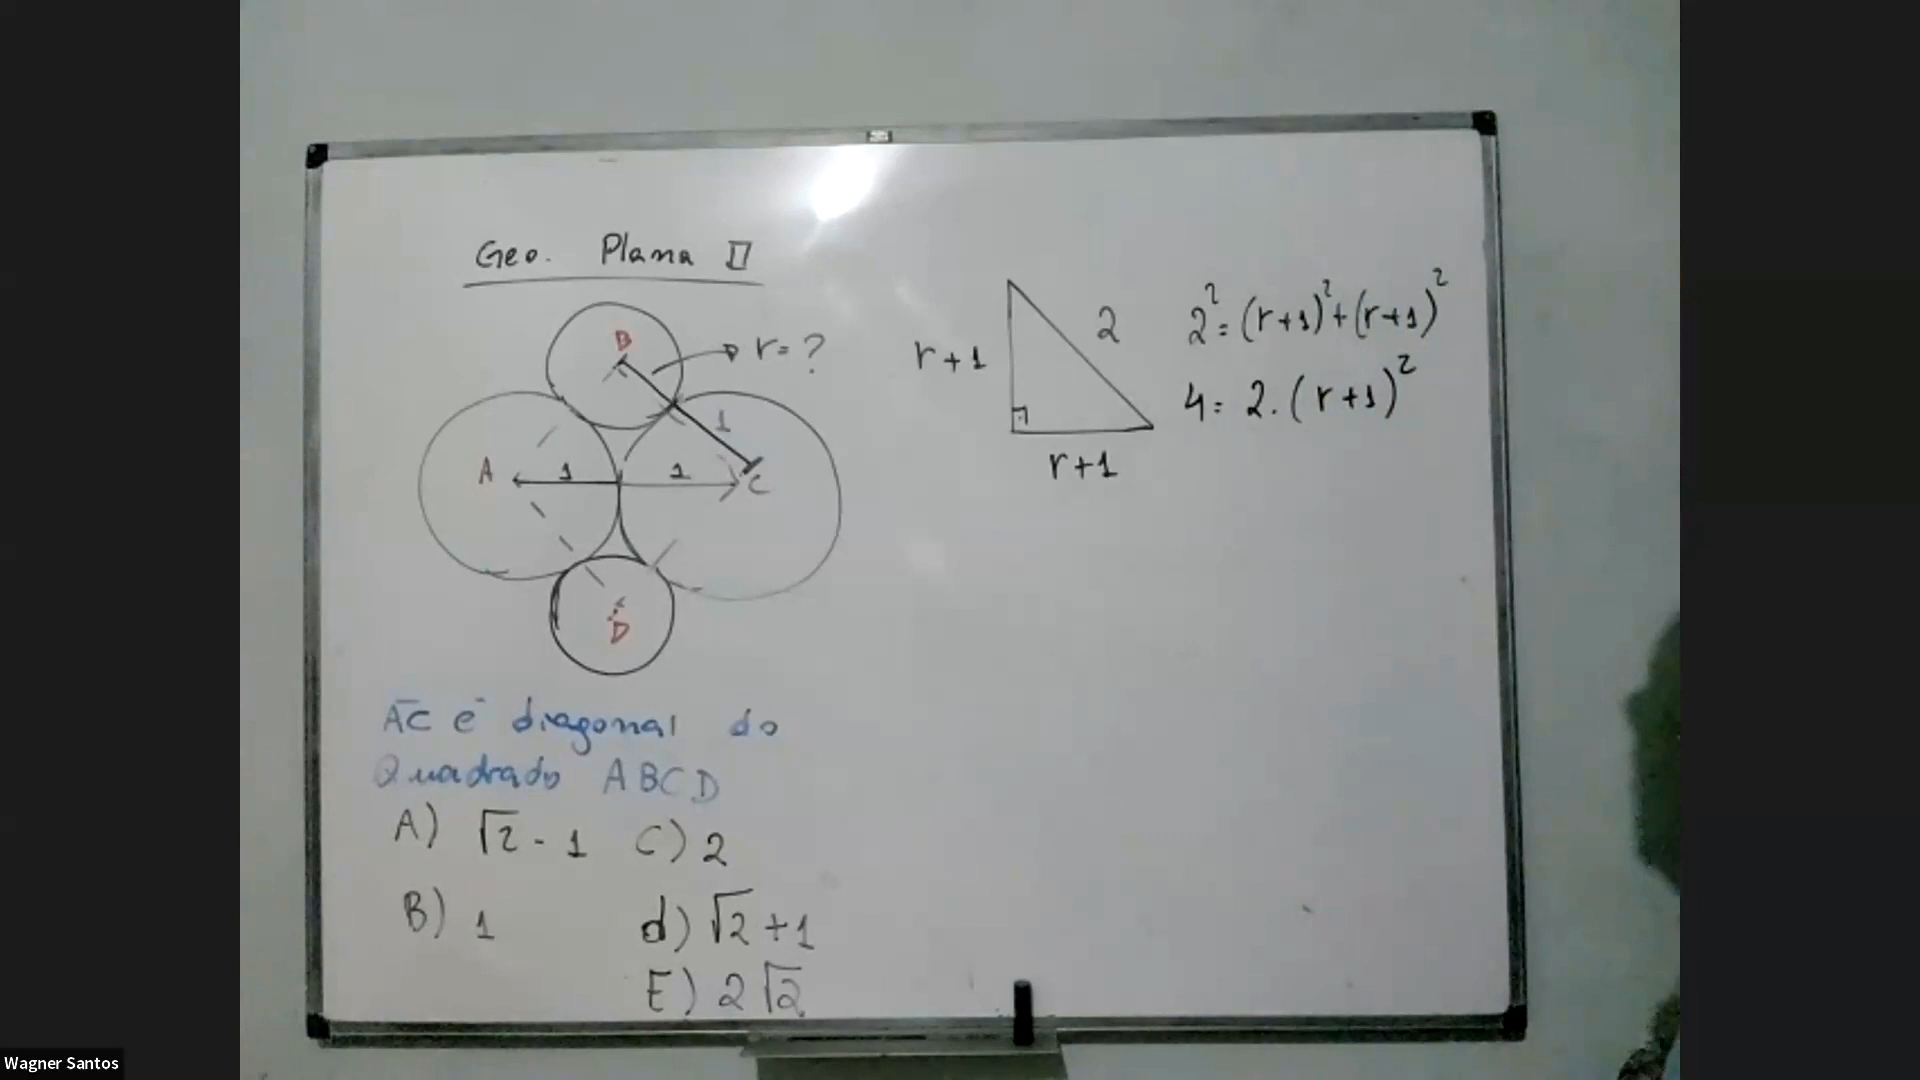 Geo. Plana II
B
r = ?
1
A
1
1
C
D
AC é diagonal do
Quadrado ABCD
A) √2 - 1 C) 2
B) 1 d) √2 + 1
E) 2√2
r + 1
2
r + 1
2² = (r+1)² + (r+1)²
4 = 2 . (r+1)²
Wagner Santos